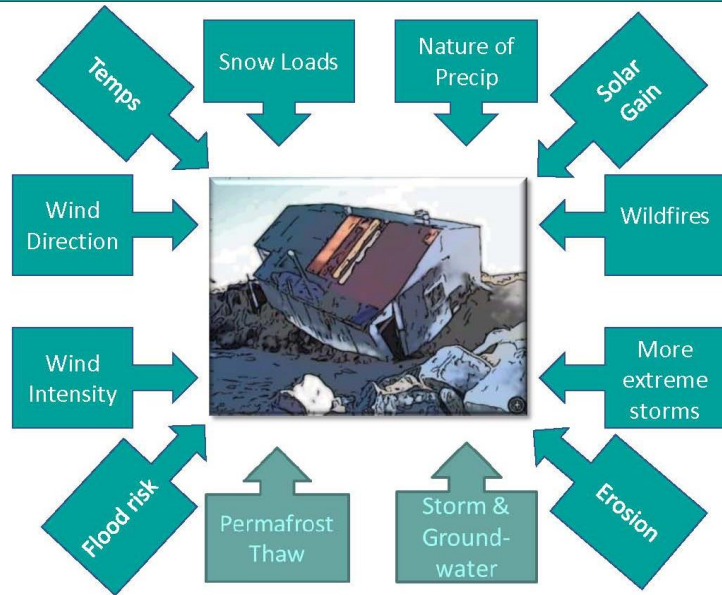 Temps
Snow Loads
Nature of
Precip
Solar
Gain
Wind
Direction
Wildfires
Wind
Intensity
More
extreme
storms
Flood risk
Permafrost
Thaw
Storm &
Ground-
water
Erosion